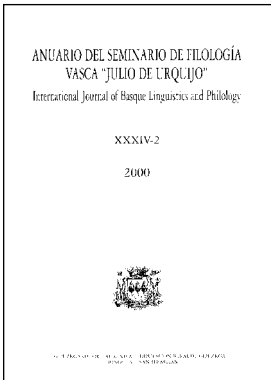 ANUARIO DEL SEMINARIO DE FILOLOGÍA
VASCA "JULIO DE URQUIJO"
International Journal of Basque Linguistics and Philology
XXXIV-2
2000